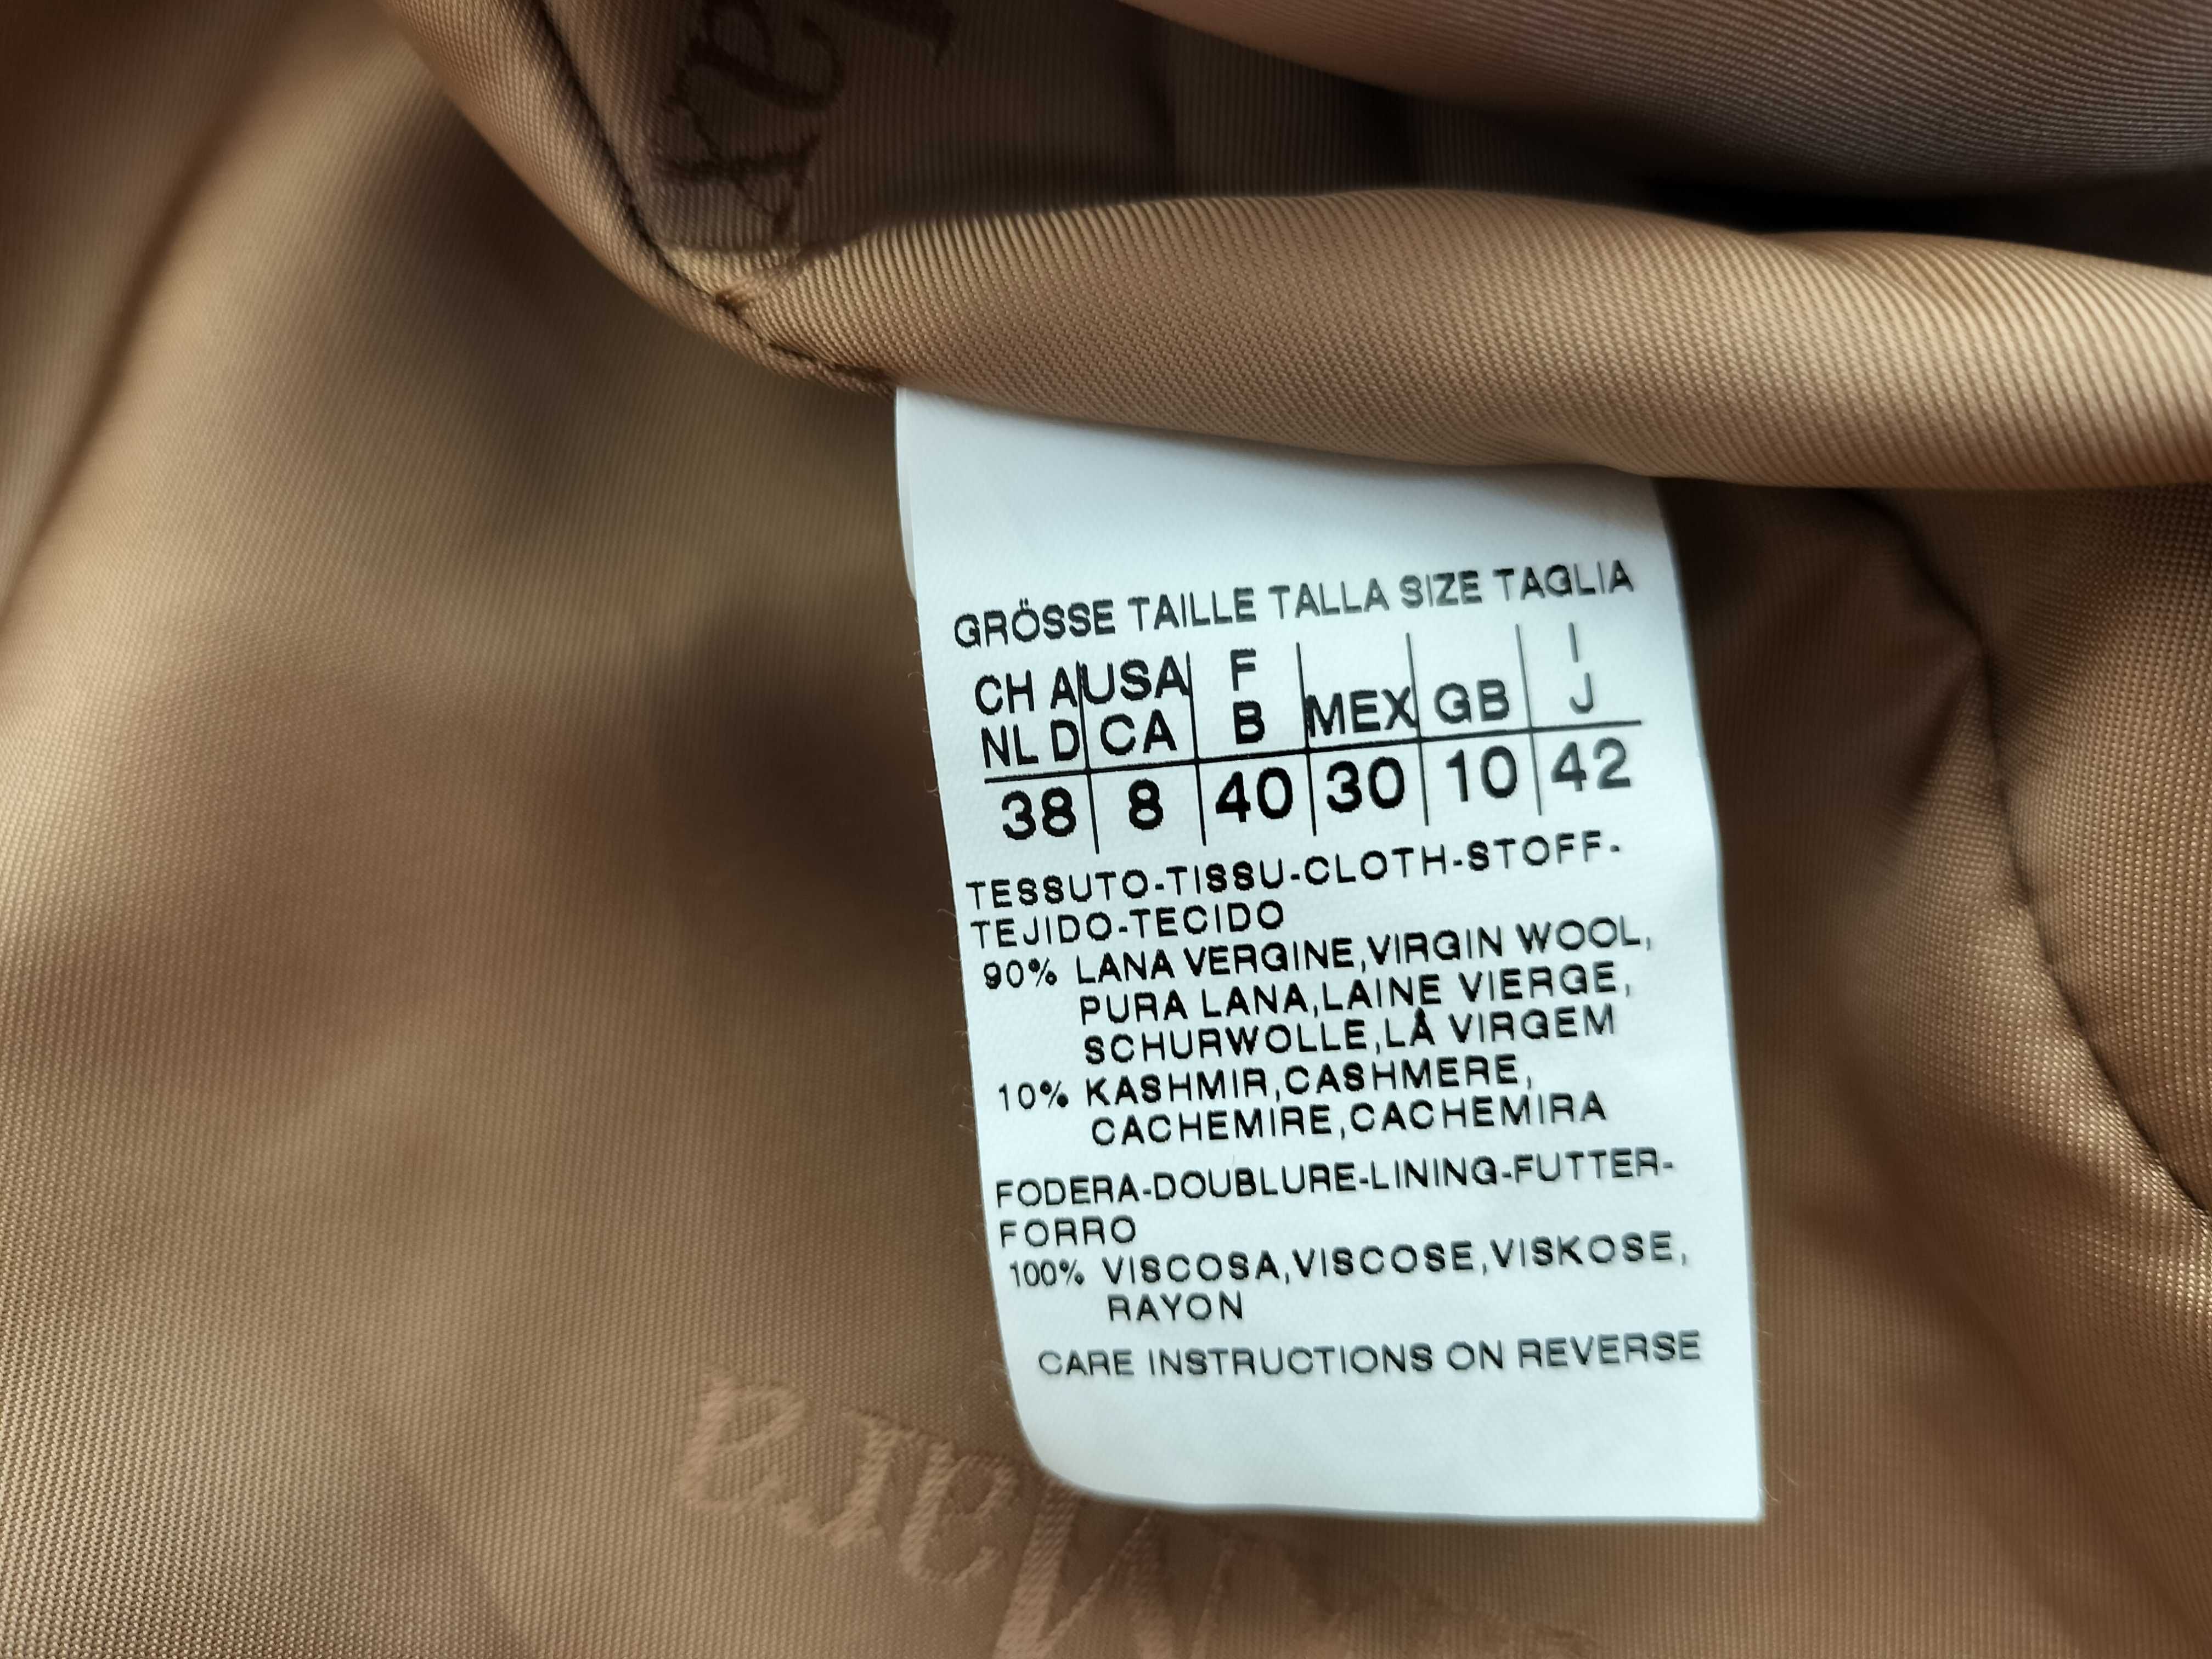 GRÖSSE TAILLE TALLA SIZE TAGLIA
CH A USA F MEX GB I
NL D CA B J
38 8 40 30 10 42
TESSUTO-TISSU-CLOTH-STOFF-
TEJIDO-TECIDO
90% LANA VERGINE,VIRGIN WOOL,
PURA LANA,LAINE VIERGE,
SCHURWOLLE,LÃ VIRGEM
10% KASHMIR,CASHMERE,
CACHEMIRE,CACHEMIRA
FODERA-DOUBLURE-LINING-FUTTER-
FORRO
100% VISCOSA,VISCOSE,VISKOSE,
RAYON
CARE INSTRUCTIONS ON REVERSE